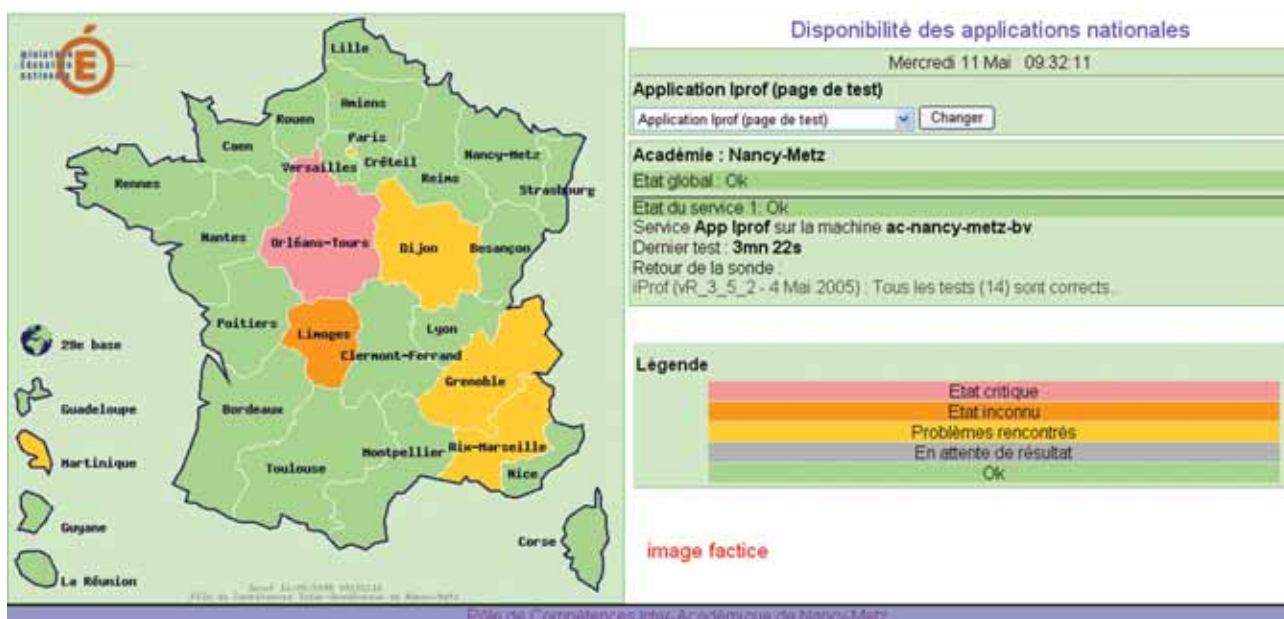 ministère
éducation
nationale
É
Lille
Amiens
Rouen
Paris
Caen
Versailles
Créteil
Nancy-Metz
Reims
Rennes
Strasbourg
Nantes
Orléans-Tours
Dijon
Besançon
Poitiers
Limoges
Lyon
29e base
Clermont-Ferrand
Grenoble
Guadeloupe
Bordeaux
Montpellier
Aix-Marseille
Martinique
Toulouse
Nice
Guyane
Corse
La Réunion
Disponibilité des applications nationales
Mercredi 11 Mai 09:32:11
Application Iprof (page de test)
Application Iprof (page de test) Changer
Académie : Nancy-Metz
Etat global : Ok
Etat du service 1: Ok
Service App Iprof sur la machine ac-nancy-metz-bv
Dernier test : 3mn 22s
Retour de la sonde :
iProf (vR_3_5_2 - 4 Mai 2005) : Tous les tests (14) sont corrects...
Légende
Etat critique
Etat inconnu
Problèmes rencontrés
En attente de résultat
Ok
image factice
Pôle de Compétences Inter-Académique de Nancy-Metz